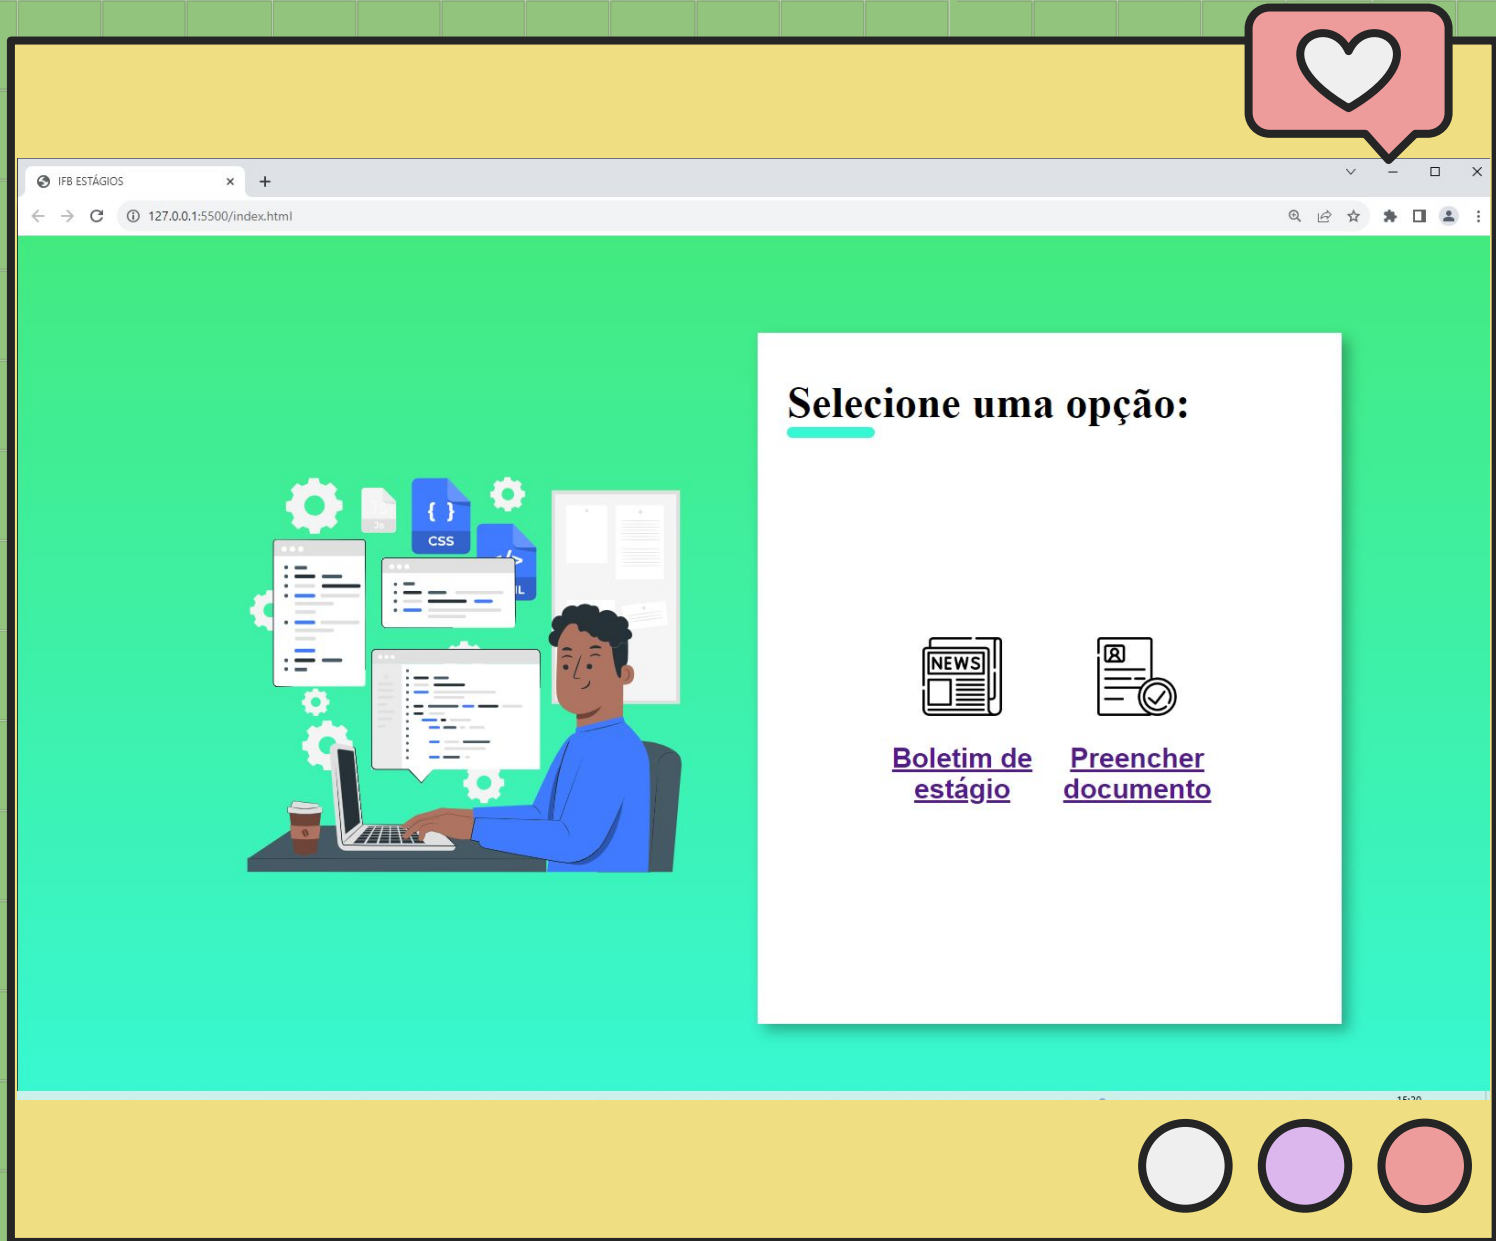 IFB ESTÁGIOS
127.0.0.1:5500/index.html
Selecione uma opção:
Js
{ }
CSS
</>
NEWS
Boletim de
estágio
Preencher
documento